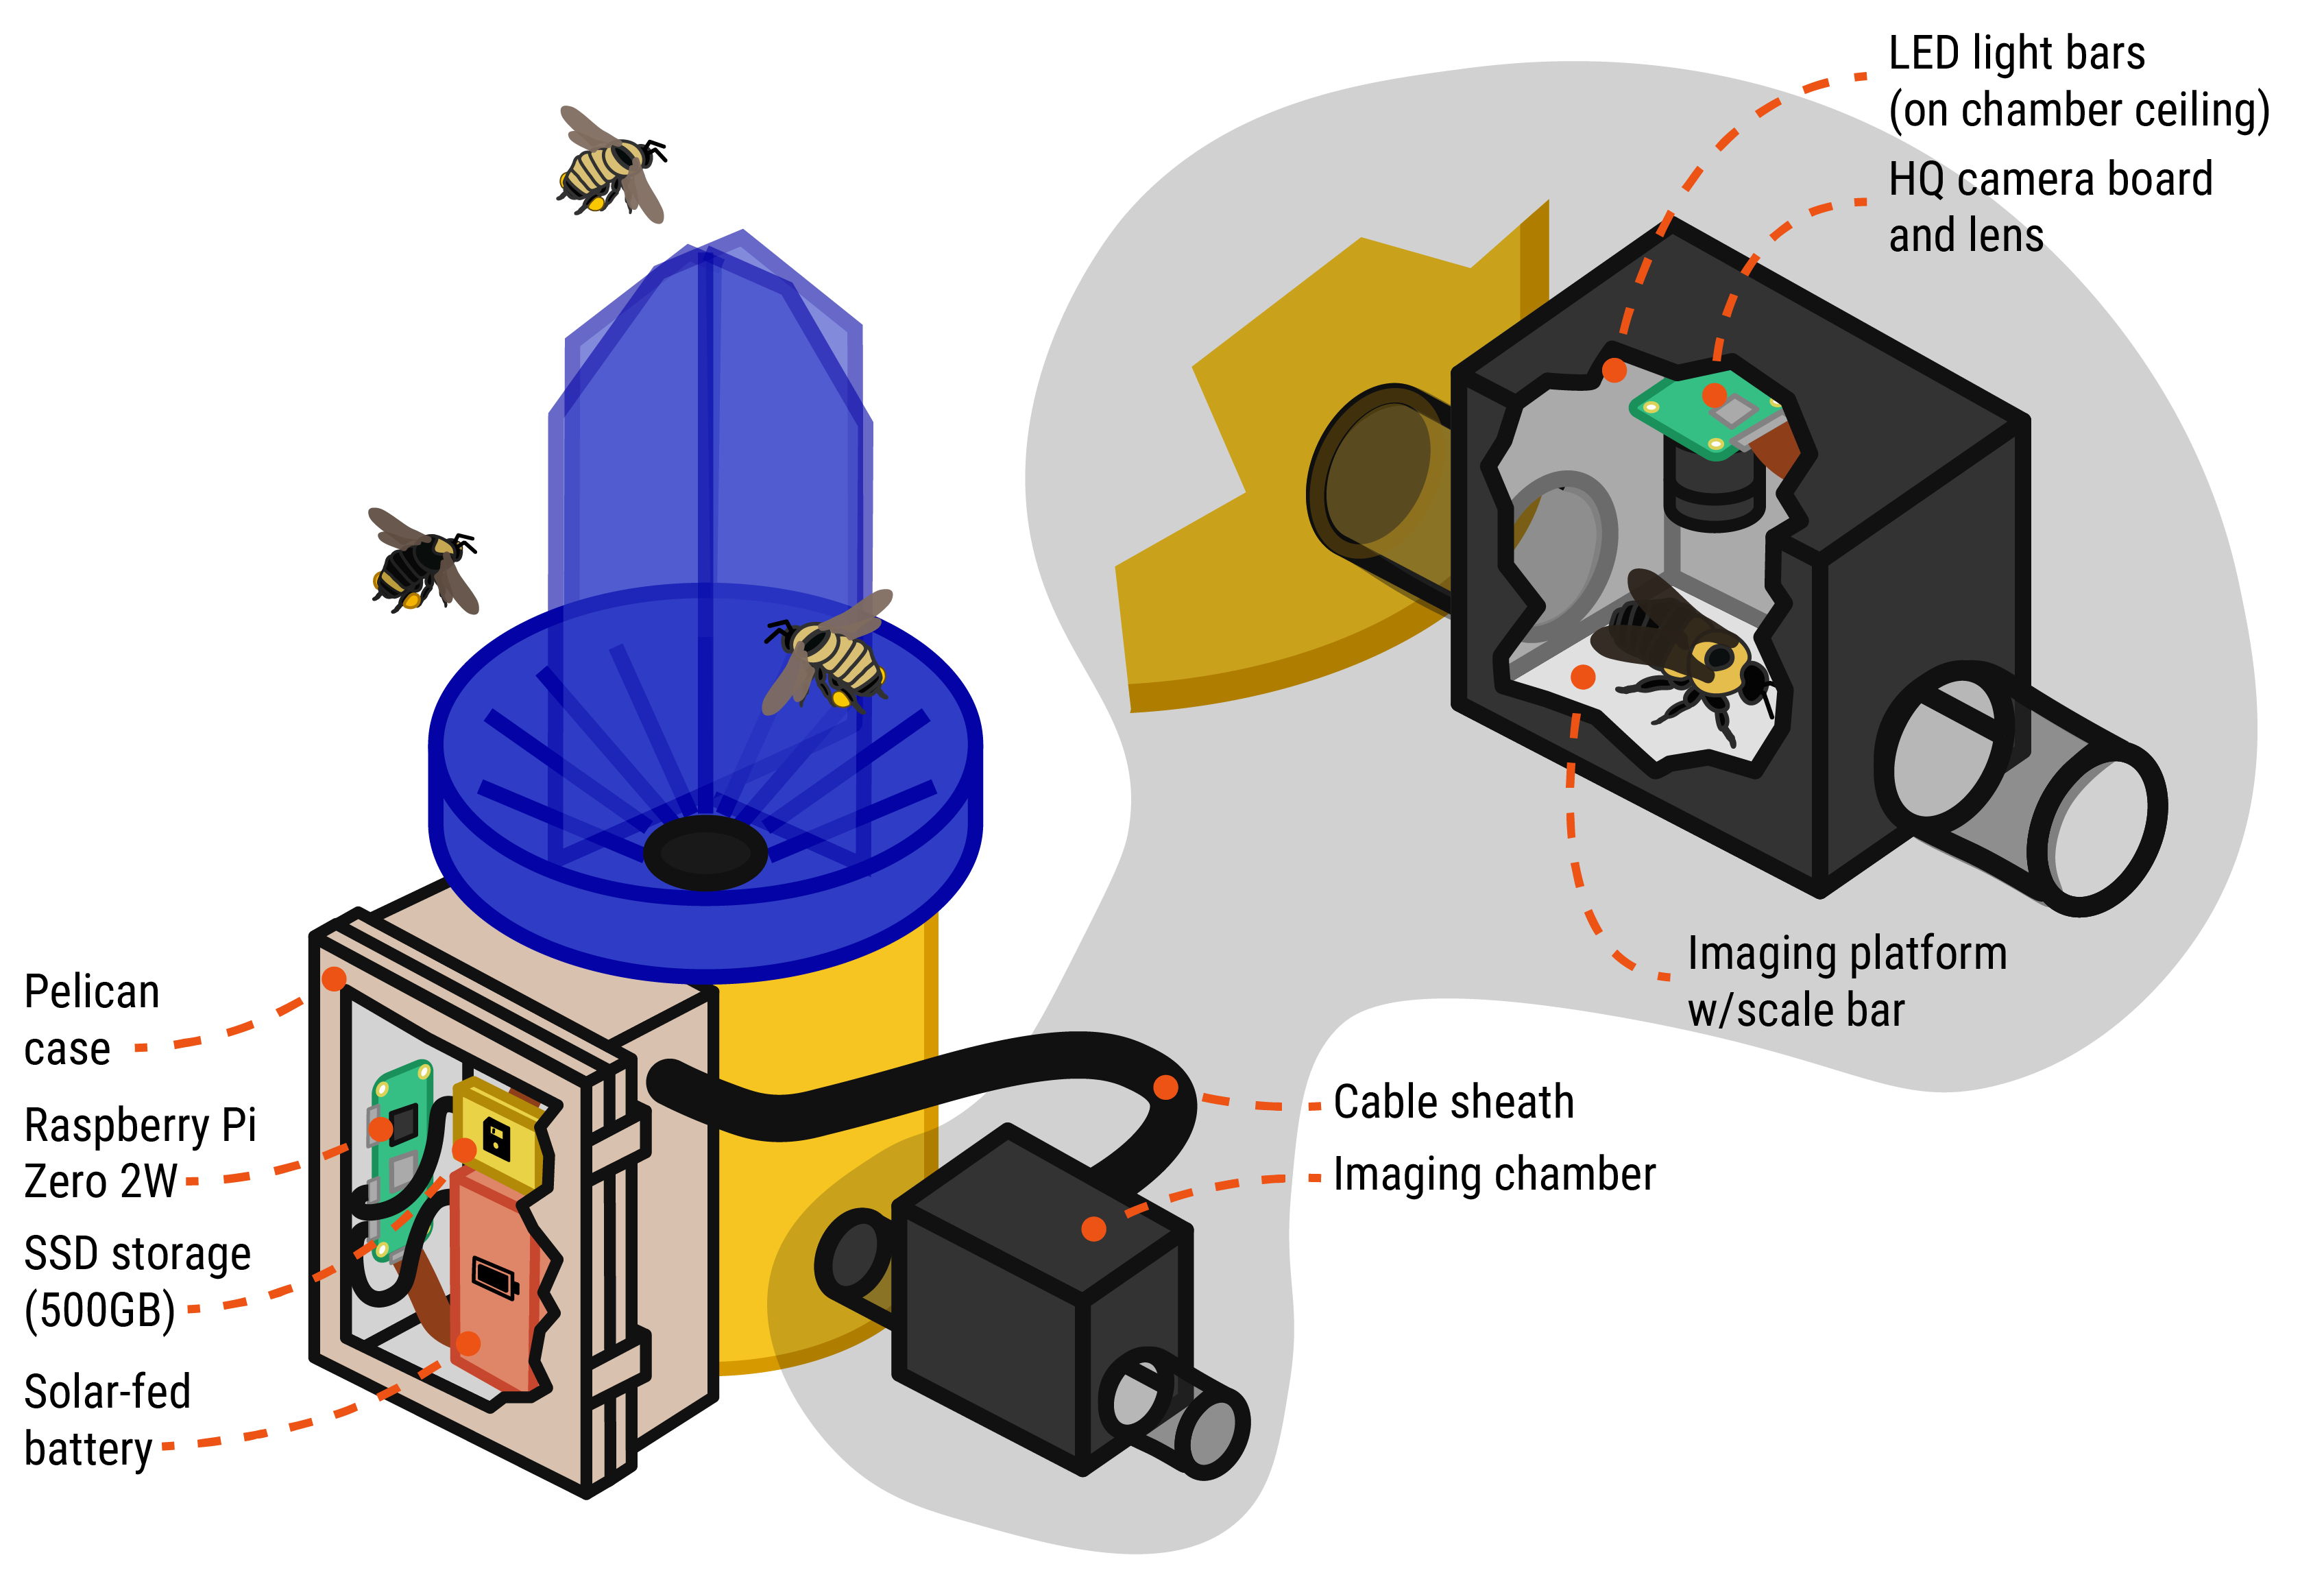 LED light bars
(on chamber ceiling)
HQ camera board
and lens
Imaging platform
w/scale bar
Pelican
case
Raspberry Pi
Zero 2W
SSD storage
(500GB)
Solar-fed
battery
Cable sheath
Imaging chamber